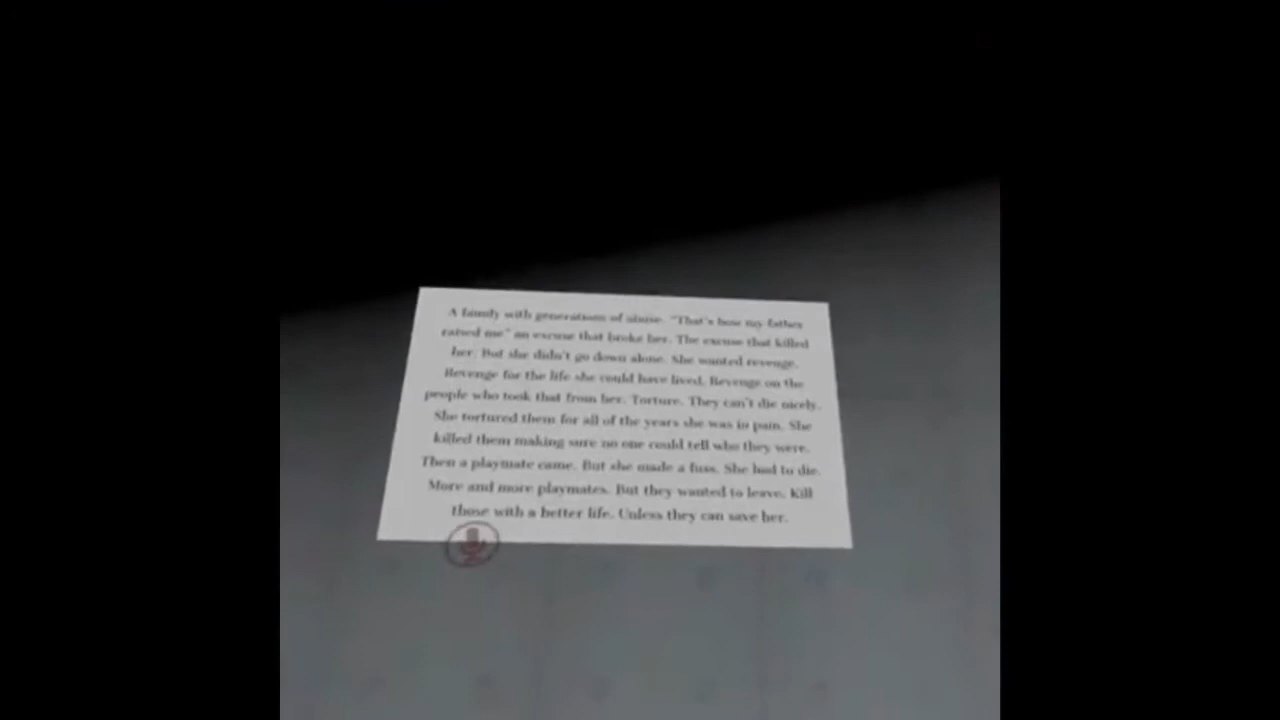 A family with generations of abuse. "That's how my father
raised me" an excuse that broke her. The excuse that killed
her. But she didn't go down alone. She wanted revenge.
Revenge for the life she could have lived. Revenge on the
people who took that from her. Torture. They can't die nicely.
She tortured them for all of the years she was in pain. She
killed them making sure no one could tell who they were.
Then a playmate came. But she made a fuss. She had to die.
More and more playmates. But they wanted to leave. Kill
those with a better life. Unless they can save her.